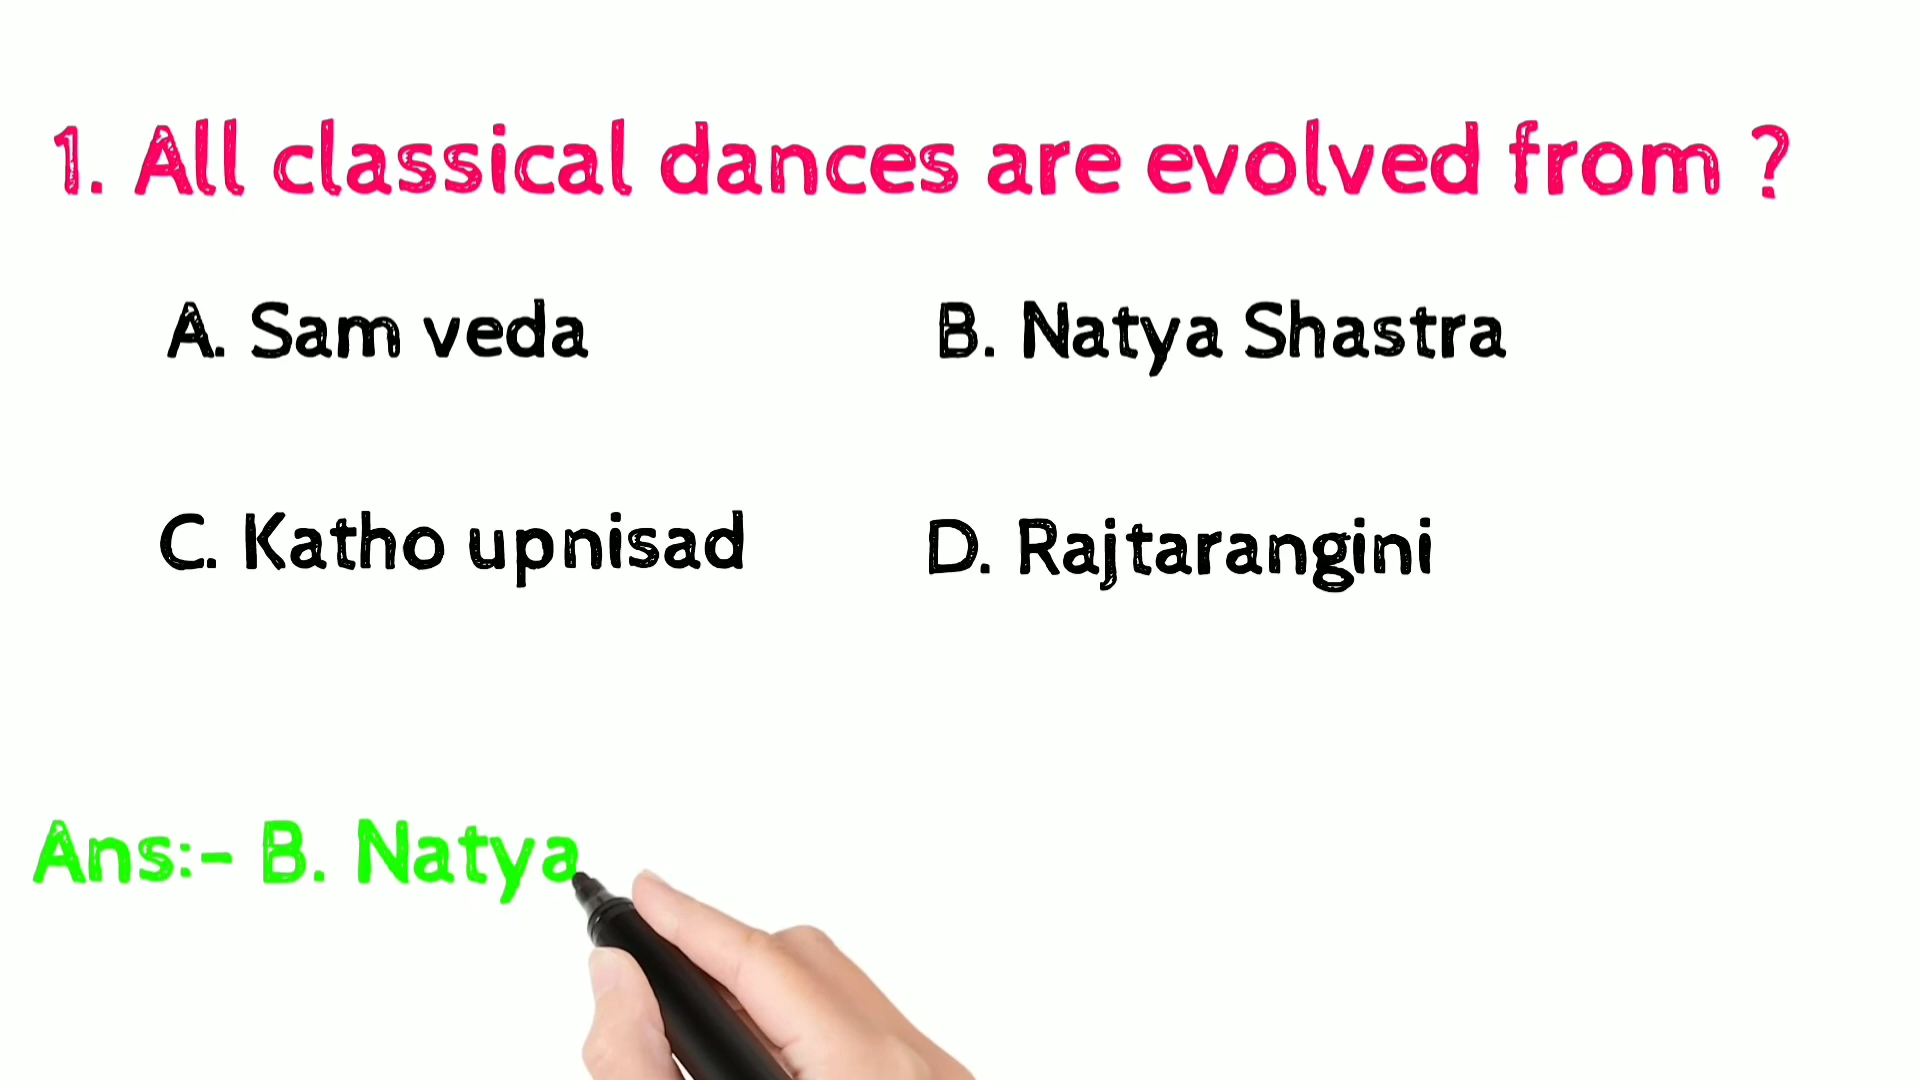 1. All classical dances are evolved from ?
A. Sam veda
B. Natya Shastra
C. Katho upnisad
D. Rajtarangini
Ans:- B. Natya